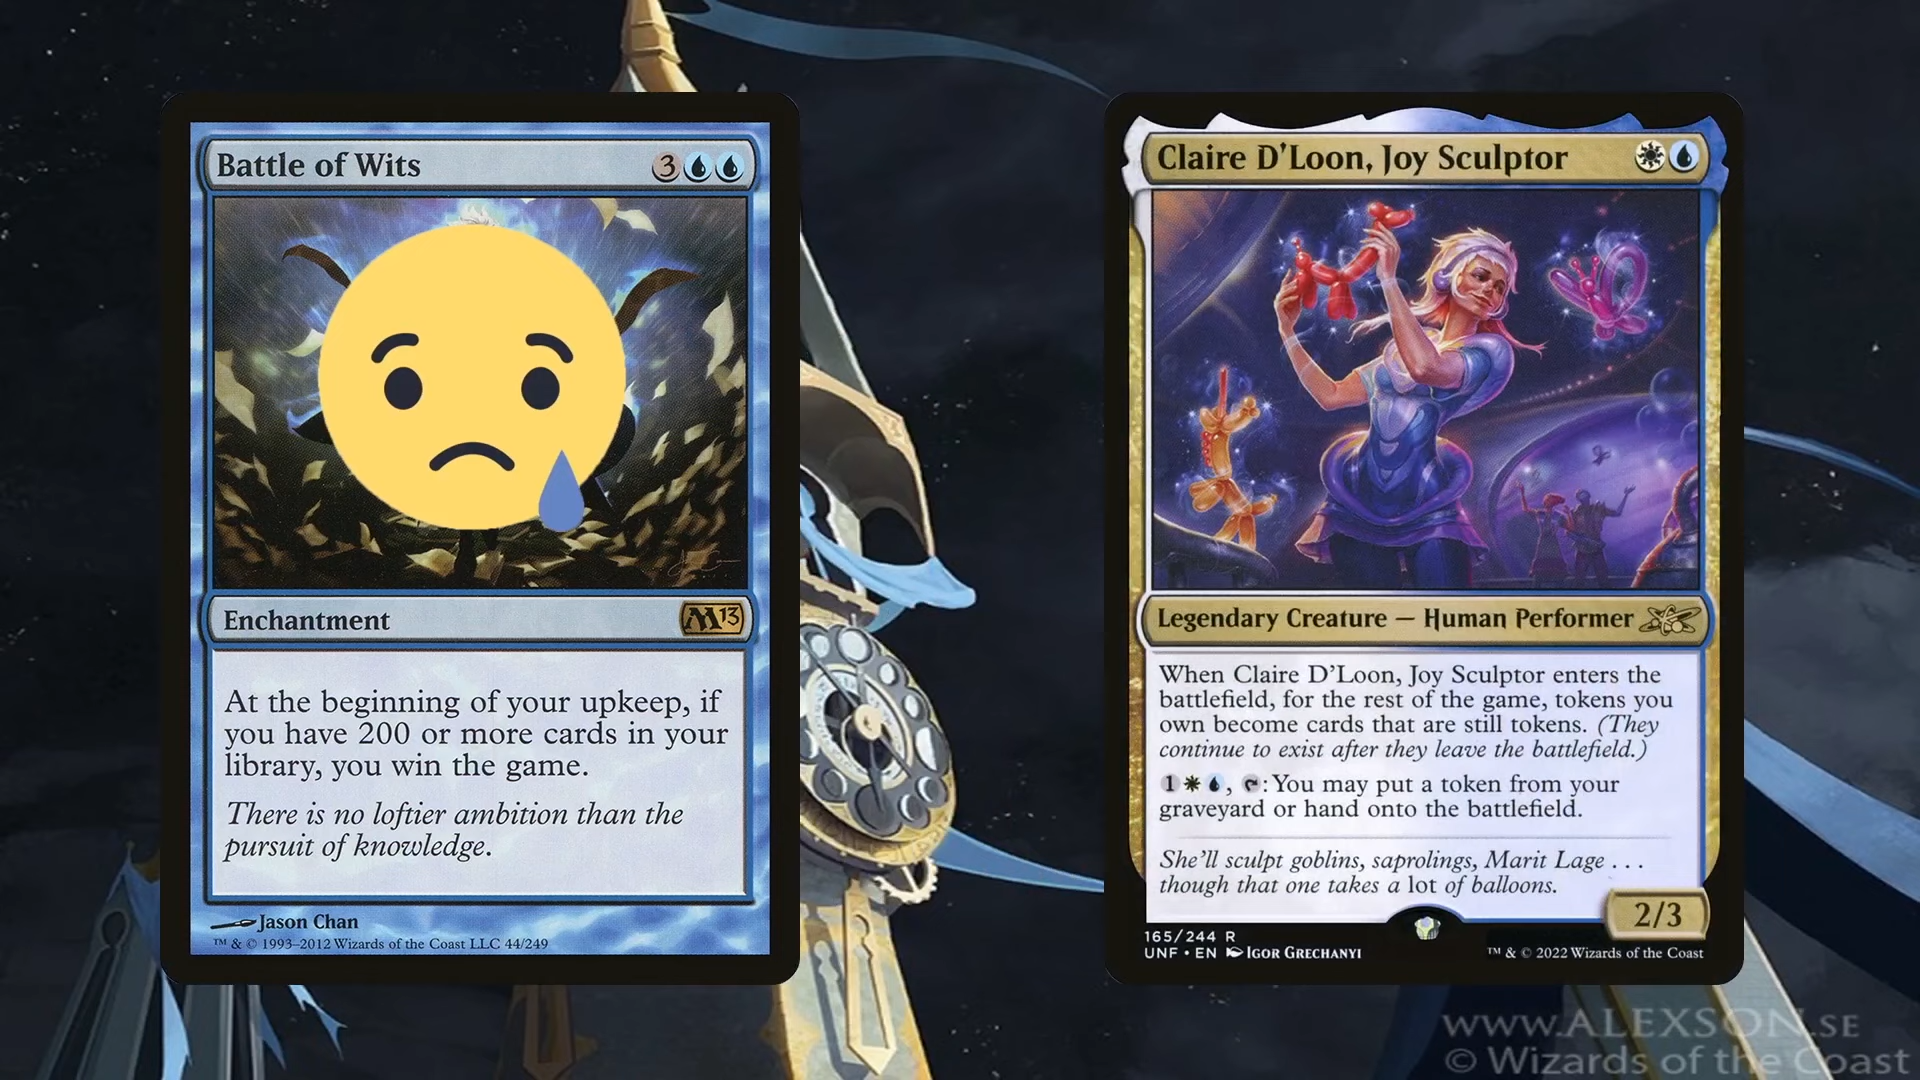 Battle of Wits
3
Enchantment
M13
At the beginning of your upkeep, if
you have 200 or more cards in your
library, you win the game.
There is no loftier ambition than the
pursuit of knowledge.
Jason Chan
™ & © 1993–2012 Wizards of the Coast LLC 44/249
Claire D'Loon, Joy Sculptor
Legendary Creature — Human Performer
When Claire D'Loon, Joy Sculptor enters the
battlefield, for the rest of the game, tokens you
own become cards that are still tokens. (They
continue to exist after they leave the battlefield.)
1 , : You may put a token from your
graveyard or hand onto the battlefield.
She'll sculpt goblins, saprolings, Marit Lage . . .
though that one takes a lot of balloons.
2/3
165/244 R
UNF • EN Igor Grechanyi
™ & © 2022 Wizards of the Coast
www.ALEXSON.SE
© Wizards of the Coast